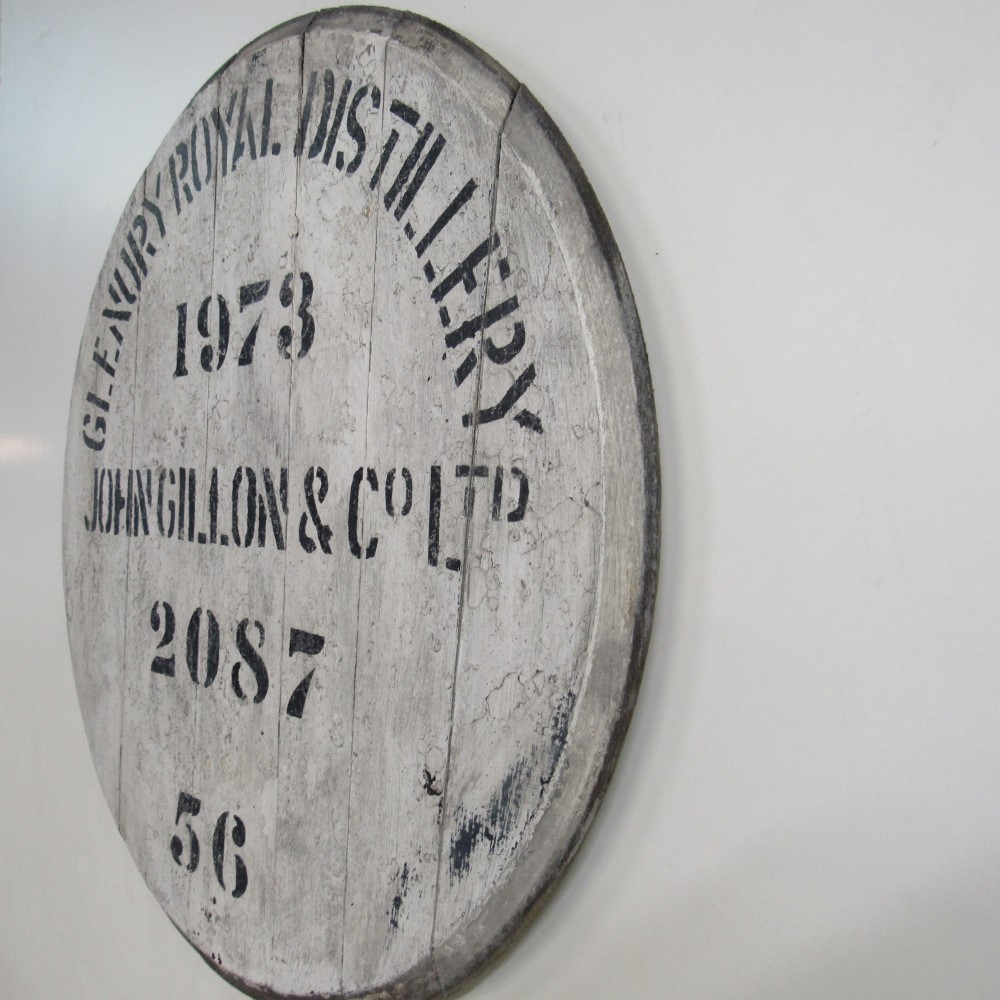 GLENURY ROYAL DISTILLERY
1973
JOHN GILLON & Cº LTD
2087
56